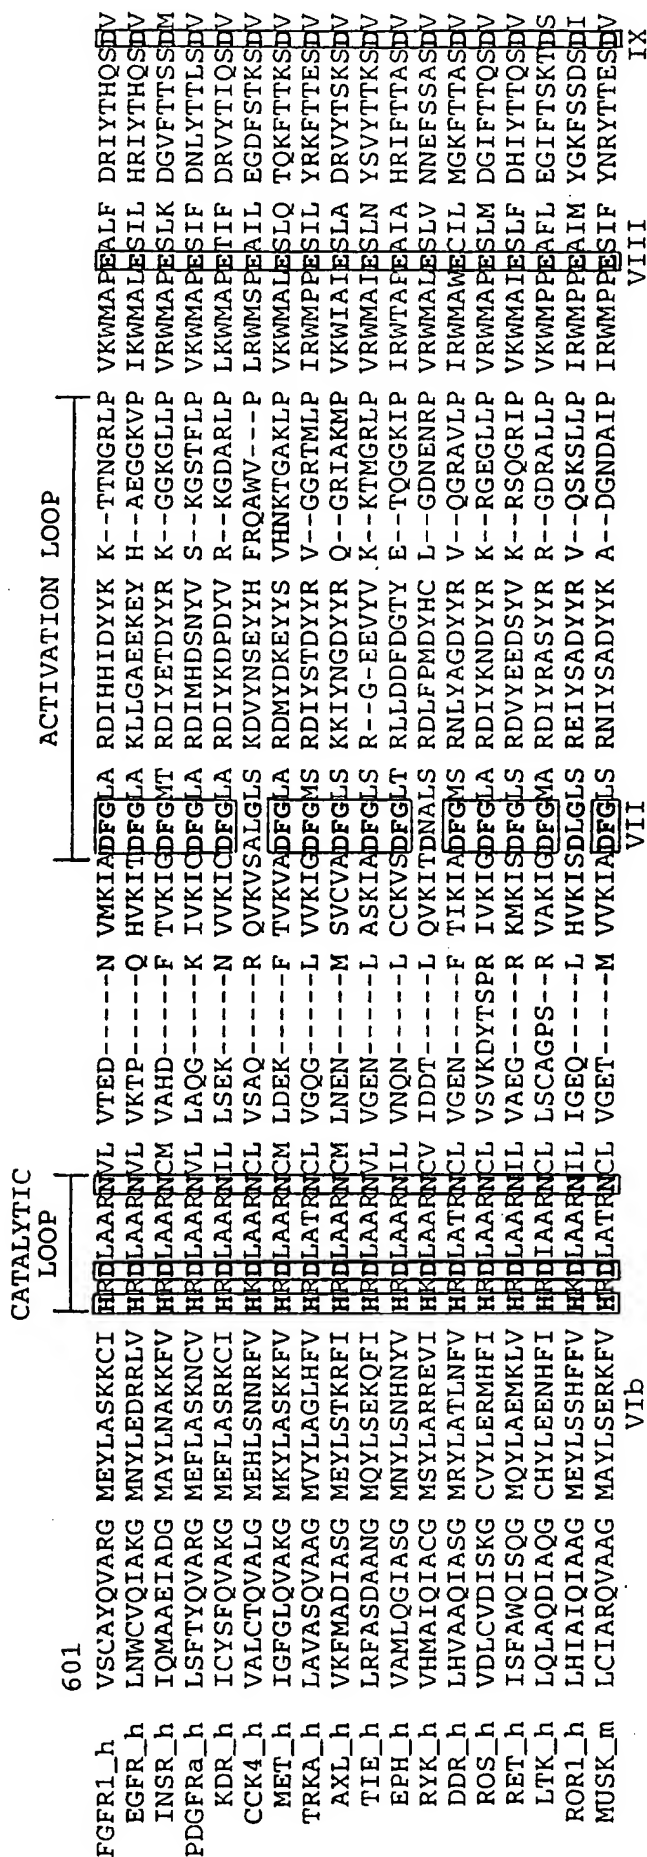 CATALYTIC
LOOP
ACTIVATION LOOP
601
FGFR1_h VSCAYQVARG MEYLASKKCI HRDLAARNVL VTED-----N VMKIADFGLA RDIHHIDYYK K--TTNGRLP VKWMAPEALF DRIYTHQSDV
EGFR_h LNWCVQIAKG MNYLEDRRLV HRDLAARNVL VKTP-----Q HVKITDFGLA KLLGAEEKEY H--AEGGKVP IKWMALESIL HRIYTHQSDV
INSR_h IQMAAEIADG MAYLNAKKFV HRDLAARNCM VAHD-----F TVKIGDFGMT RDIYETDYYR K--GGKGLLP VRWMAPESLK DGVFTTSSDM
PDGFRa_h LSFTYQVARG MEFLASKNCV HRDLAARNVL LAQG-----K IVKICDFGLA RDIMHDSNYV S--KGSTFLP VKWMAPESIF DNLYTTLSDV
KDR_h ICYSFQVAKG MEFLASRKCI HRDLAARNIL LSEK-----N VVKICDFGLA RDIYKDPDYV R--KGDARLP LKWMAPETIF DRVYTIQSDV
CCK4_h VALCTQVALG MEHLSNNRFV HKDLAARNCL VSAQ-----R QVKVSALGLS KDVYNSEYYH FRQAWV---P LRWMSPEAIL EGDFSTKSDV
MET_h IGFGLQVAKG MKYLASKKFV HRDLAARNCM LDEK-----F TVKVADFGLA RDMYDKEYYS VHNKTGAKLP VKWMALESLQ TQKFTTKSDV
TRKA_h LAVASQVAAG MVYLAGLHFV HRDLATRNCL VGQG-----L VVKIGDFGMS RDIYSTDYYR V--GGRTMLP IRWMPPESIL YRKFTTESDV
AXL_h VKFMADIASG MEYLSTKRFI HRDLAARNCM LNEN-----M SVCVADFGLS KKIYNGDYYR Q--GRIAKMP VKWIAIESLA DRVYTSKSDV
TIE_h LRFASDAANG MQYLSEKQFI HRDLAARNVL VGEN-----L ASKIADFGLS R--G-EEVYV K--KTMGRLP VRWMAIESLN YSVYTTKSDV
EPH_h VAMLQGIASG MNYLSNHNYV HRDLAARNIL VNQN-----L CCKVSDFGLT RLLDDFDGTY E--TQGGKIP IRWTAPEAIA HRIFTTASDV
RYK_h VHMAIQIACG MSYLARREVI HKDLAARNCV IDDT-----L QVKITDNALS RDLFPMDYHC L--GDNENRP VRWMALESLV NNEFSSASDV
DDR_h LHVAAQIASG MRYLATLNFV HRDLATRNCL VGEN-----F TIKIADFGMS RNLYAGDYYR V--QGRAVLP IRWMAWECIL MGKFTTASDV
ROS_h VDLCVDISKG CVYLERMHFI HRDLAARNCL VSVKDYTSPR IVKIGDFGLA RDIYKNDYYR K--RGEGLLP VRWMAPESLM DGIFTTQSDV
RET_h ISFAWQISQG MQYLAEMKLV HRDLAARNIL VAEG-----R KMKISDFGLS RDVYEEDSYV K--RSQGRIP VKWMAIESLF DHIYTTQSDV
LTK_h LQLAQDIAQG CHYLEENHFI HRDIAARNCL LSCAGPS--R VAKIGDFGMA RDIYRASYYR R--GDRALLP VKWMPPEAFL EGIFTSKTDS
ROR1_h LHIAIQIAAG MEYLSSHFFV HKDLAARNIL IGEQ-----L HVKISDLGLS REIYSADYYR V--QSKSLLP IRWMPPEAIM YGKFSSDSDI
MUSK_m LCIARQVAAG MAYLSERKFV HRDLATRNCL VGET-----M VVKIADFGLS RNIYSADYYK A--DGNDAIP IRWMPPESIF YNRYTTESDV
VIb VII VIII IX